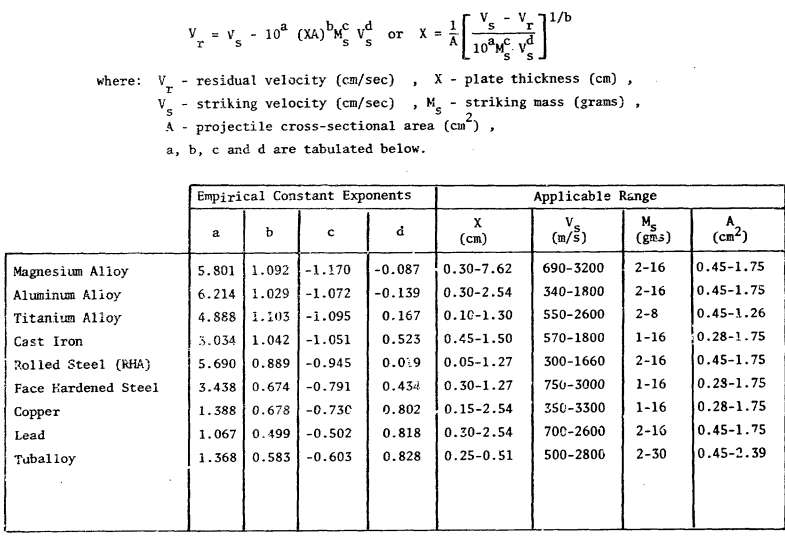 V_r = V_s - 10^a (XA)^b M_s^c V_s^d or X = 1/A [ (V_s - V_r) / (10^a M_s^c V_s^d) ]^1/b
where: V_r - residual velocity (cm/sec) , X - plate thickness (cm) ,
V_s - striking velocity (cm/sec) , M_s - striking mass (grams) ,
A - projectile cross-sectional area (cm^2) ,
a, b, c and d are tabulated below.
Empirical Constant Exponents Applicable Range
a b c d X (cm) V_s (m/s) M_s (gms) A (cm^2)
Magnesium Alloy 5.801 1.092 -1.170 -0.087 0.30-7.62 690-3200 2-16 0.45-1.75
Aluminum Alloy 6.214 1.029 -1.072 -0.139 0.30-2.54 340-1800 2-16 0.45-1.75
Titanium Alloy 4.888 1.103 -1.095 0.167 0.10-1.30 550-2600 2-8 0.45-1.26
Cast Iron 3.034 1.042 -1.051 0.523 0.45-1.50 570-1800 1-16 0.28-1.75
Rolled Steel (RHA) 5.690 0.889 -0.945 0.019 0.05-1.27 300-1660 2-16 0.45-1.75
Face Hardened Steel 3.438 0.674 -0.791 0.434 0.30-1.27 750-3000 1-16 0.28-1.75
Copper 1.388 0.678 -0.730 0.802 0.15-2.54 350-3300 1-16 0.28-1.75
Lead 1.067 0.499 -0.502 0.818 0.30-2.54 700-2600 2-16 0.45-1.75
Tuballoy 1.368 0.583 -0.603 0.828 0.25-0.51 500-2800 2-30 0.45-2.39